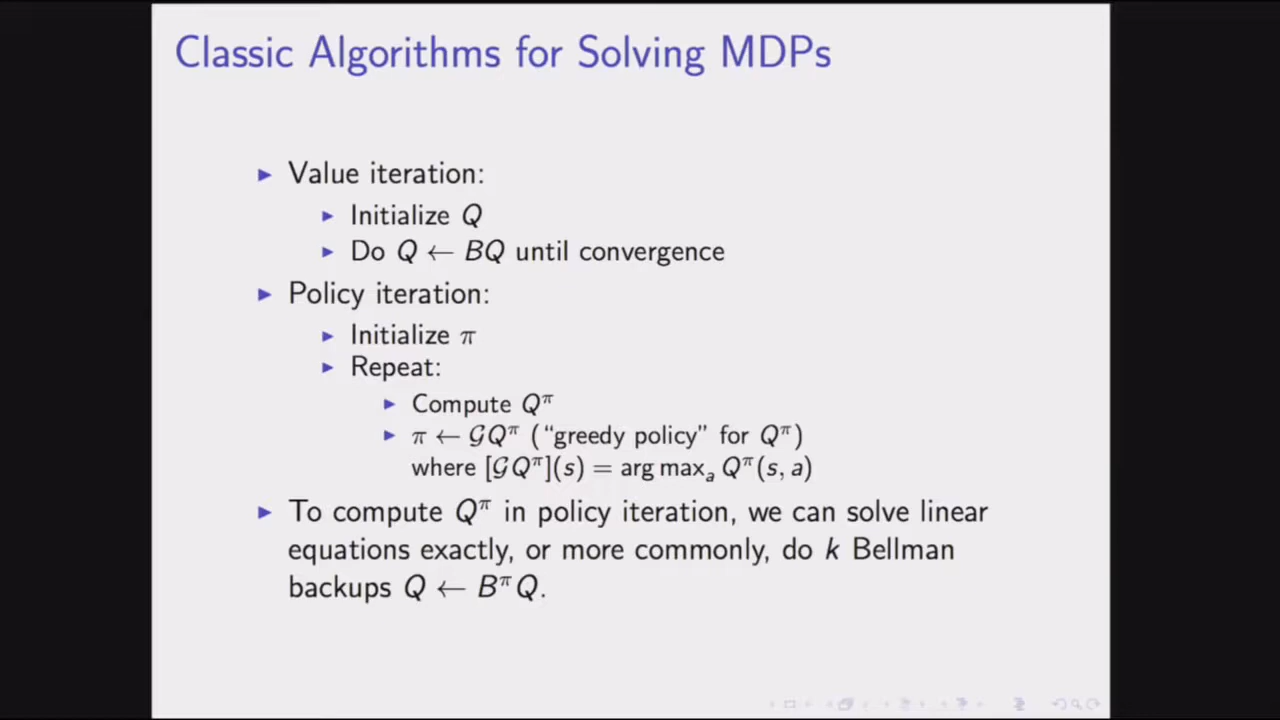 Classic Algorithms for Solving MDPs
▶ Value iteration:
▶ Initialize Q
▶ Do Q ← BQ until convergence
▶ Policy iteration:
▶ Initialize π
▶ Repeat:
▶ Compute Q^π
▶ π ← 𝒢Q^π (“greedy policy” for Q^π)
where [𝒢Q^π](s) = arg max_a Q^π(s, a)
▶ To compute Q^π in policy iteration, we can solve linear
equations exactly, or more commonly, do k Bellman
backups Q ← B^π Q.